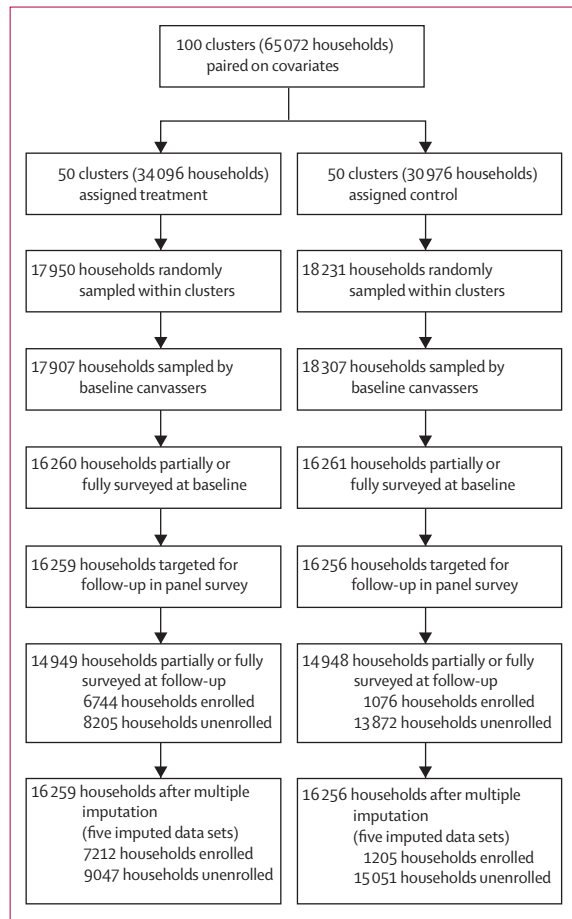 100 clusters (65 072 households)
paired on covariates
50 clusters (34 096 households)
assigned treatment
50 clusters (30 976 households)
assigned control
17 950 households randomly
sampled within clusters
18 231 households randomly
sampled within clusters
17 907 households sampled by
baseline canvassers
18 307 households sampled by
baseline canvassers
16 260 households partially or
fully surveyed at baseline
16 261 households partially or
fully surveyed at baseline
16 259 households targeted for
follow-up in panel survey
16 256 households targeted for
follow-up in panel survey
14 949 households partially or fully
surveyed at follow-up
6744 households enrolled
8205 households unenrolled
14 948 households partially or fully
surveyed at follow-up
1076 households enrolled
13 872 households unenrolled
16 259 households after multiple
imputation
(five imputed data sets)
7212 households enrolled
9047 households unenrolled
16 256 households after multiple
imputation
(five imputed data sets)
1205 households enrolled
15 051 households unenrolled